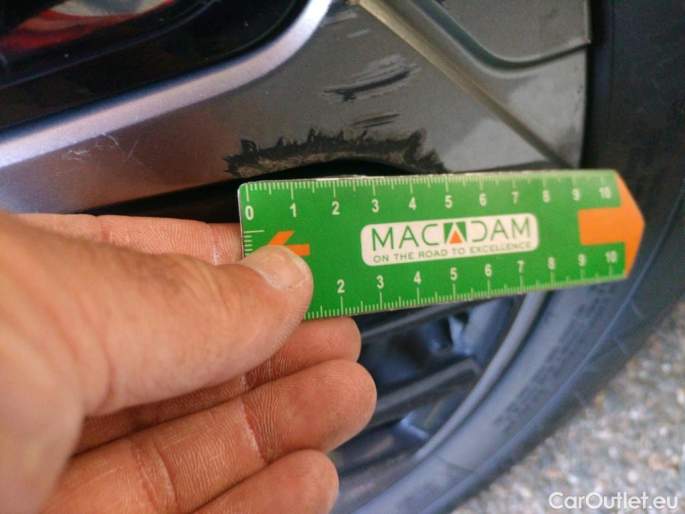 0 1 2 3 4 5 6 7 8 9 10
MACADAM
ON THE ROAD TO EXCELLENCE
2 3 4 5 6 7 8 9 10
CarOutlet.eu